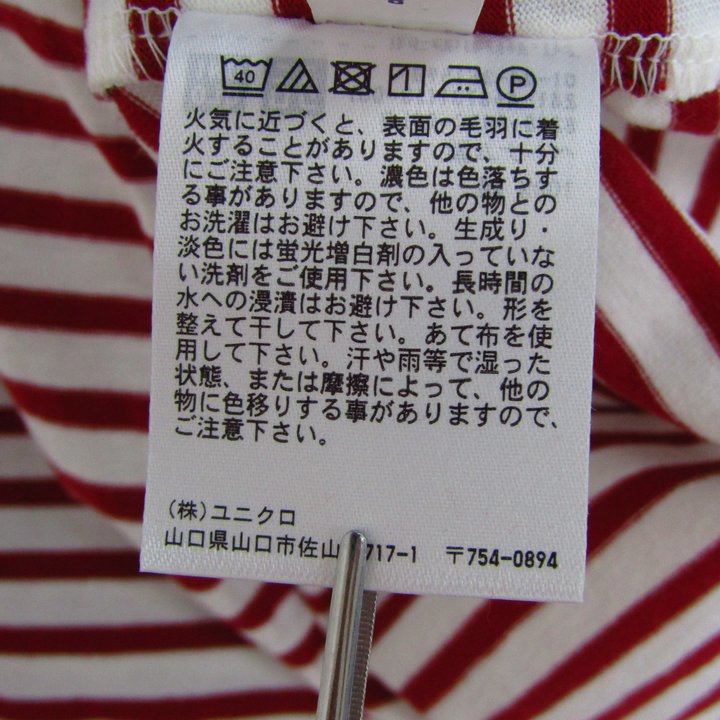 40 1 P
火気に近づくと、表面の毛羽に着
火することがありますので、十分
にご注意下さい。濃色は色落ちす
る事がありますので、他の物との
お洗濯はお避け下さい。生成り・
淡色には蛍光増白剤の入っていな
い洗剤をご使用下さい。長時間の
水への浸漬はお避け下さい。形を
整えて干して下さい。あて布を使
用して下さい。汗や雨等で湿った
状態、または摩擦によって、他の
物に色移りする事がありますので、
ご注意下さい。
(株)ユニクロ
山口県山口市佐山 717-1 〒754-0894